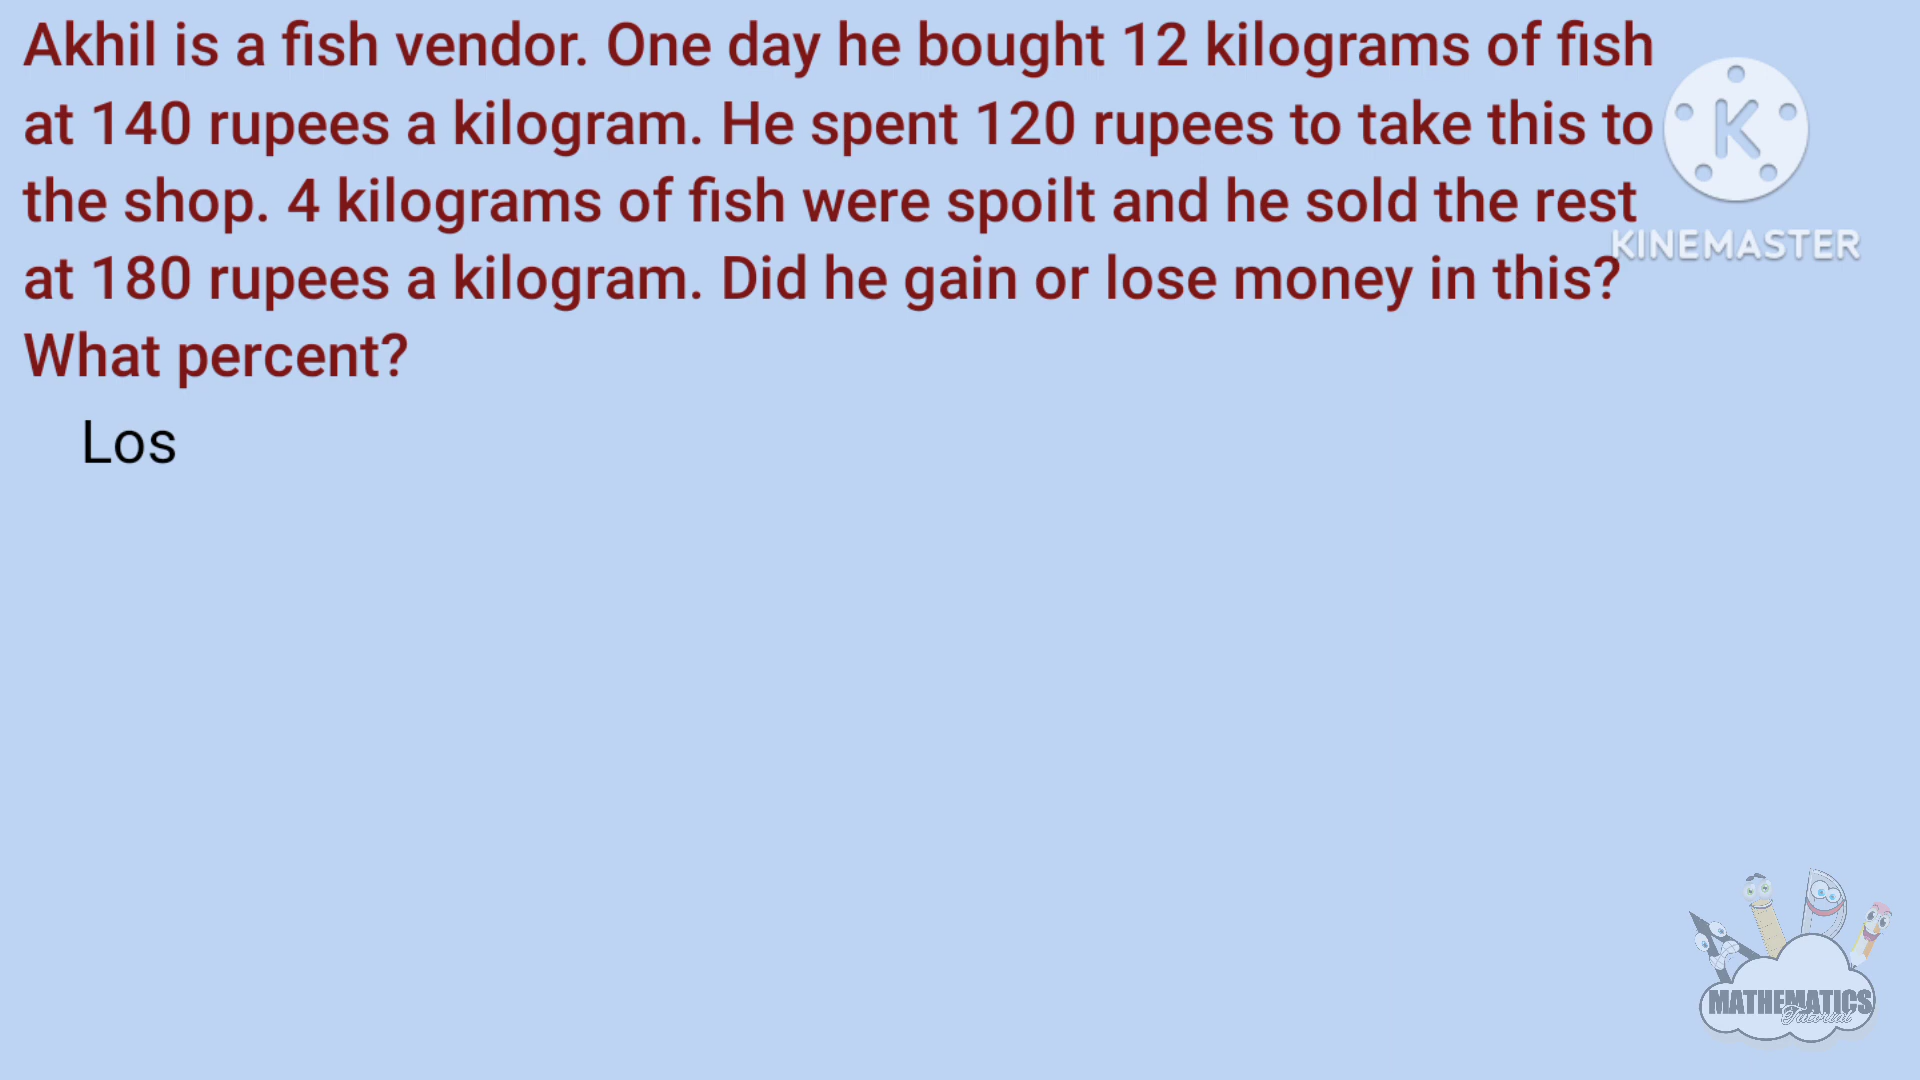 Akhil is a fish vendor. One day he bought 12 kilograms of fish
at 140 rupees a kilogram. He spent 120 rupees to take this to
the shop. 4 kilograms of fish were spoilt and he sold the rest
at 180 rupees a kilogram. Did he gain or lose money in this?
What percent?
Los
K
KINEMASTER
MATHEMATICS
Tutorial